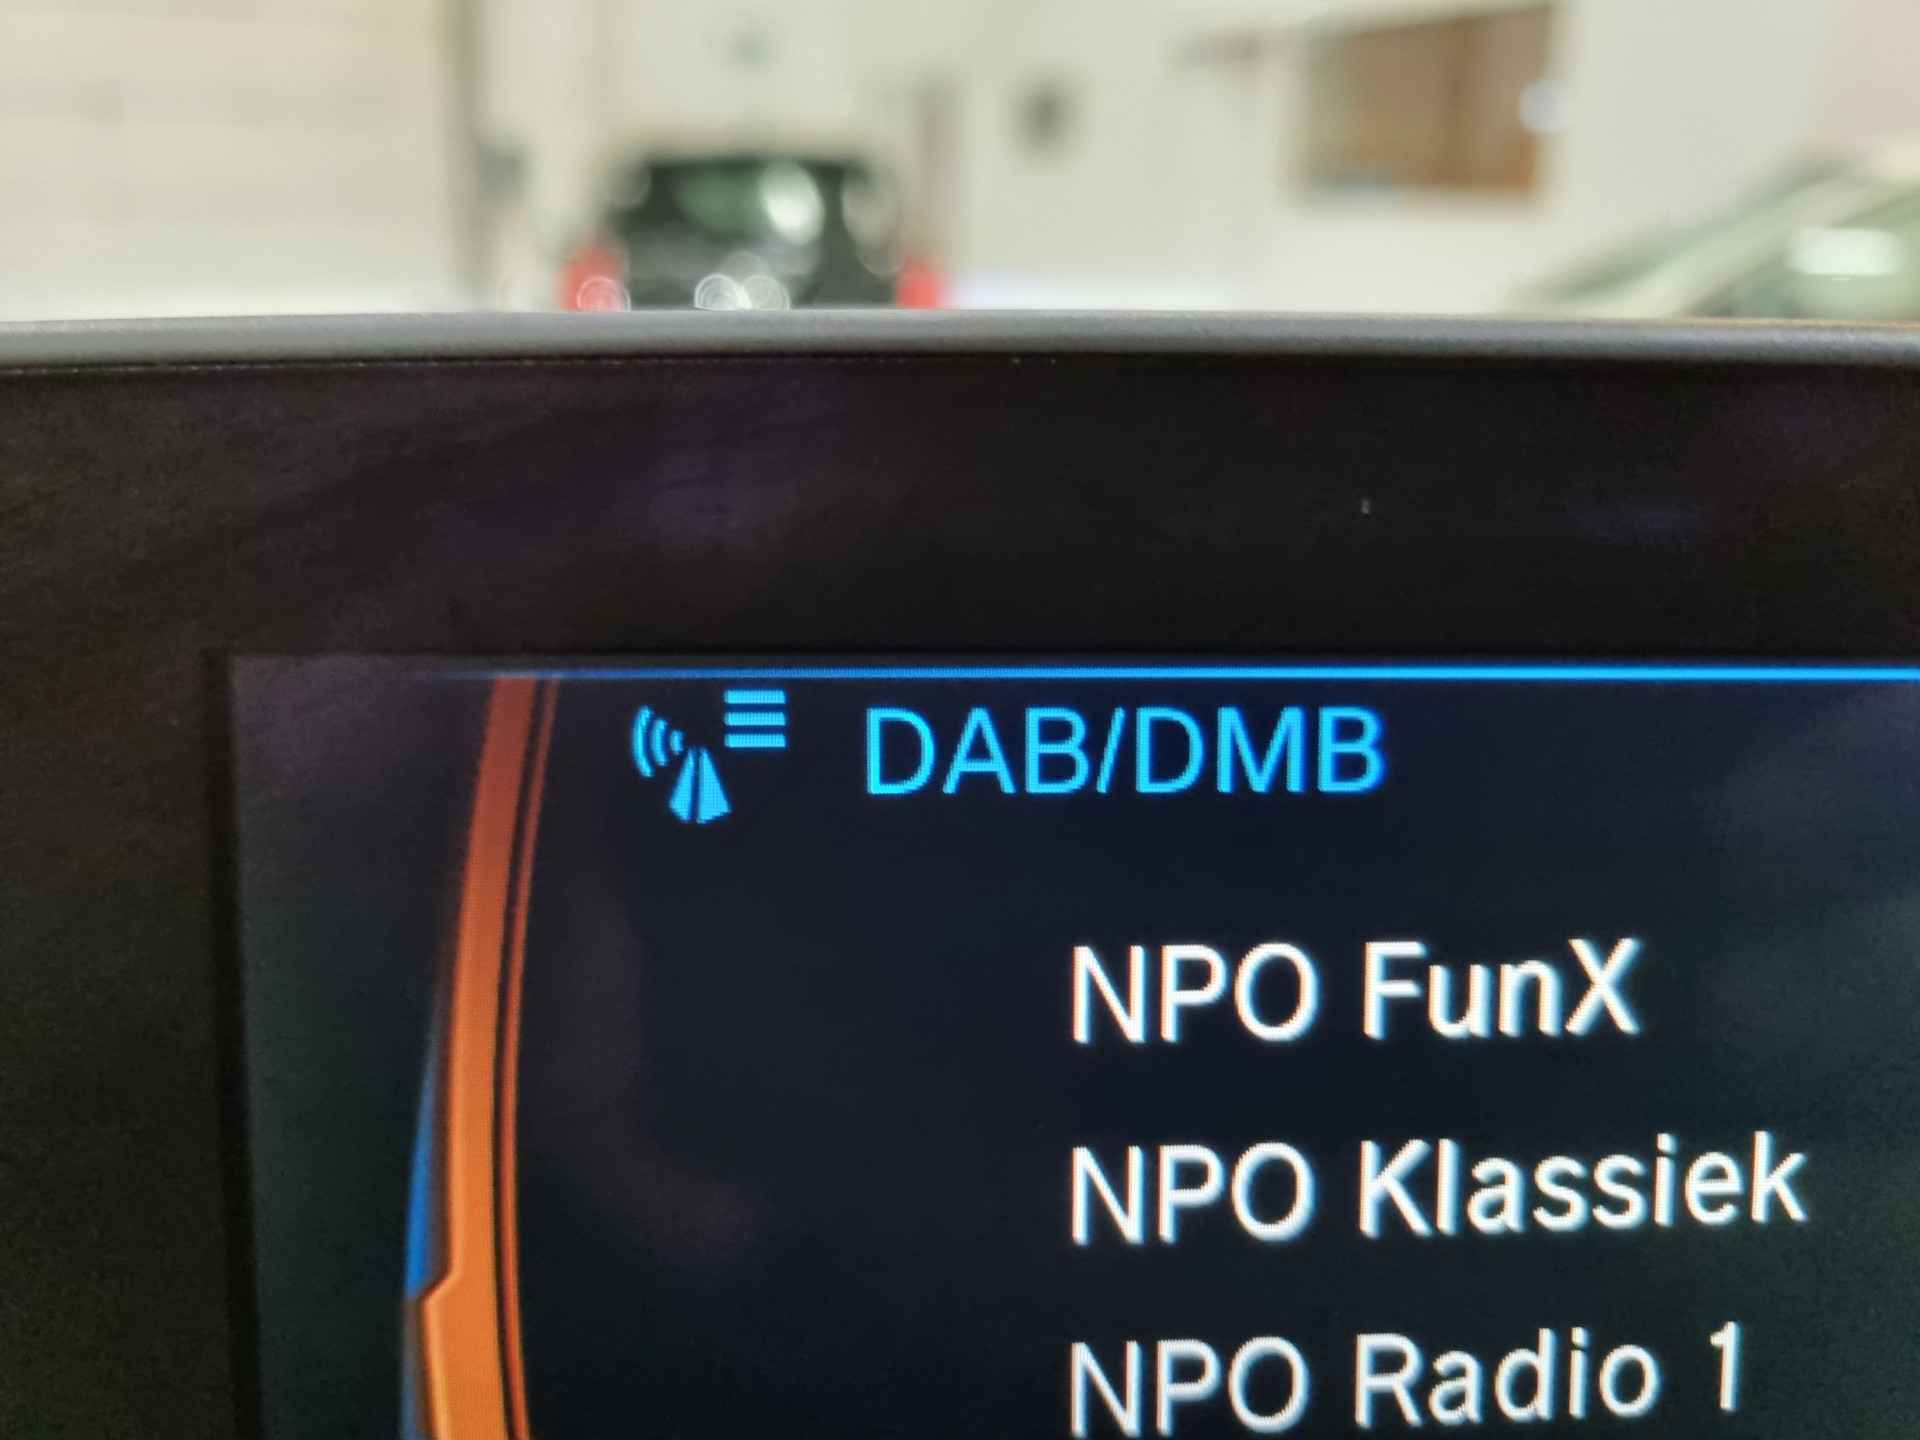 DAB/DMB
NPO FunX
NPO Klassiek
NPO Radio 1